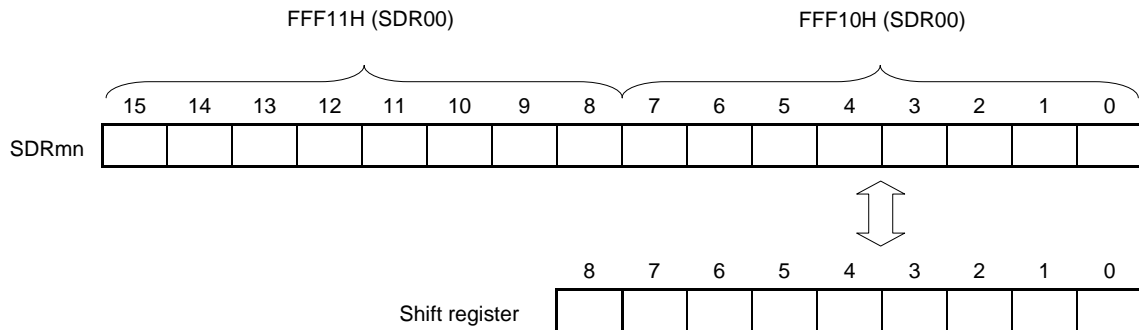 FFF11H (SDR00) FFF10H (SDR00)
15 14 13 12 11 10 9 8 7 6 5 4 3 2 1 0
SDRmn
8 7 6 5 4 3 2 1 0
Shift register